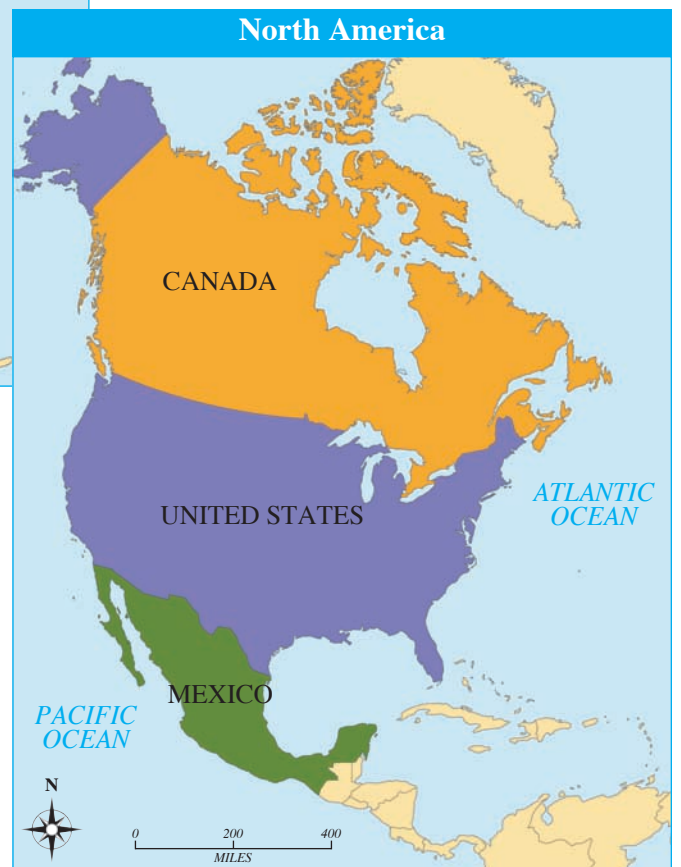 North America
CANADA
UNITED STATES
ATLANTIC
OCEAN
MEXICO
PACIFIC
OCEAN
N
0 200 400
MILES